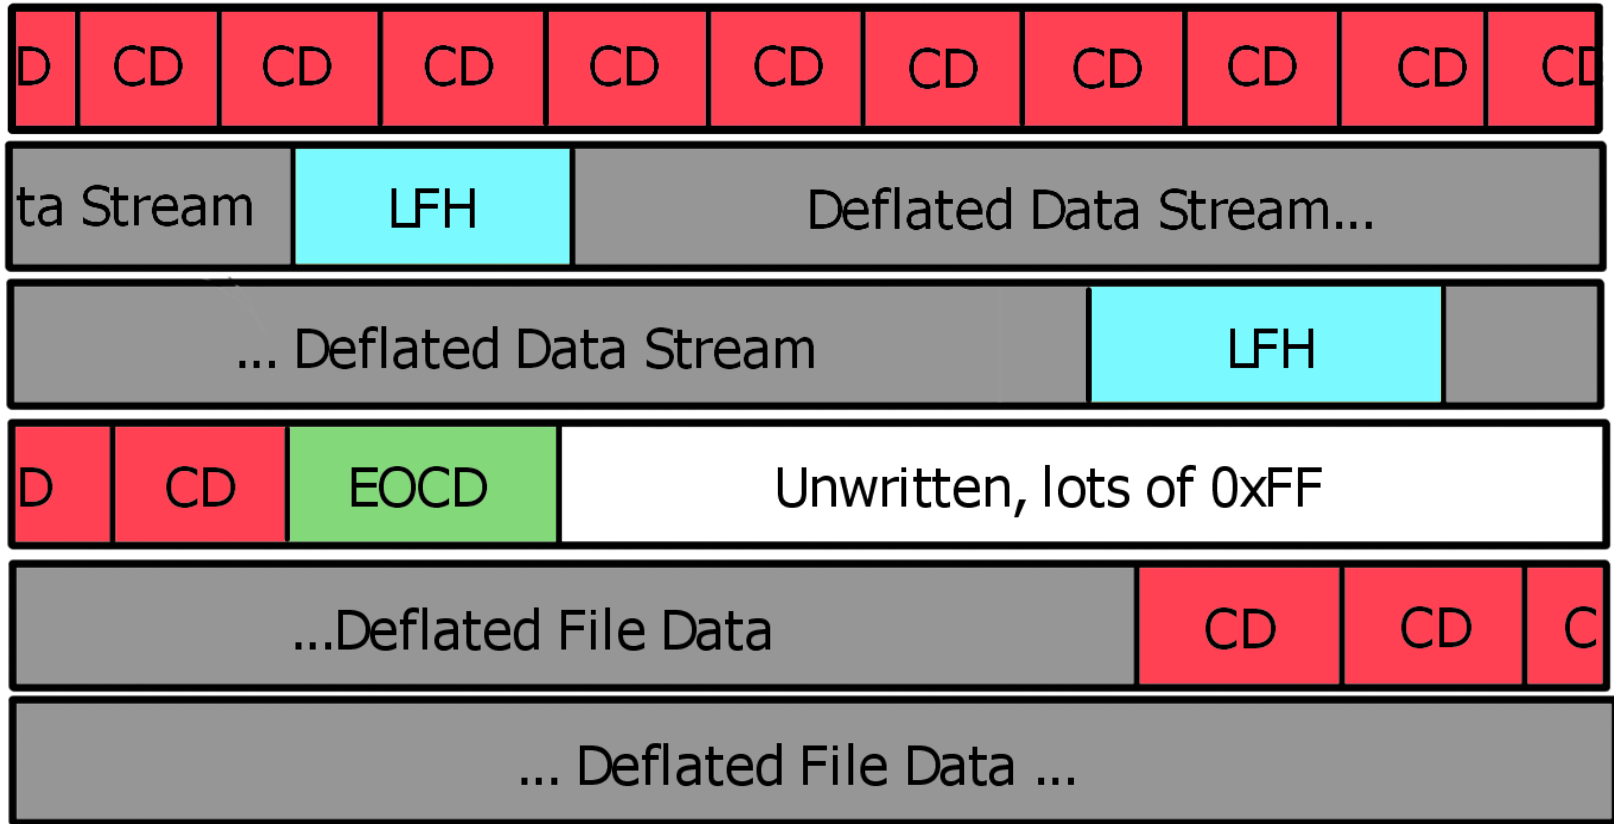 D CD CD CD CD CD CD CD CD CD CD
ta Stream LFH Deflated Data Stream...
... Deflated Data Stream LFH
D CD EOCD Unwritten, lots of 0xFF
...Deflated File Data CD CD C
... Deflated File Data ...